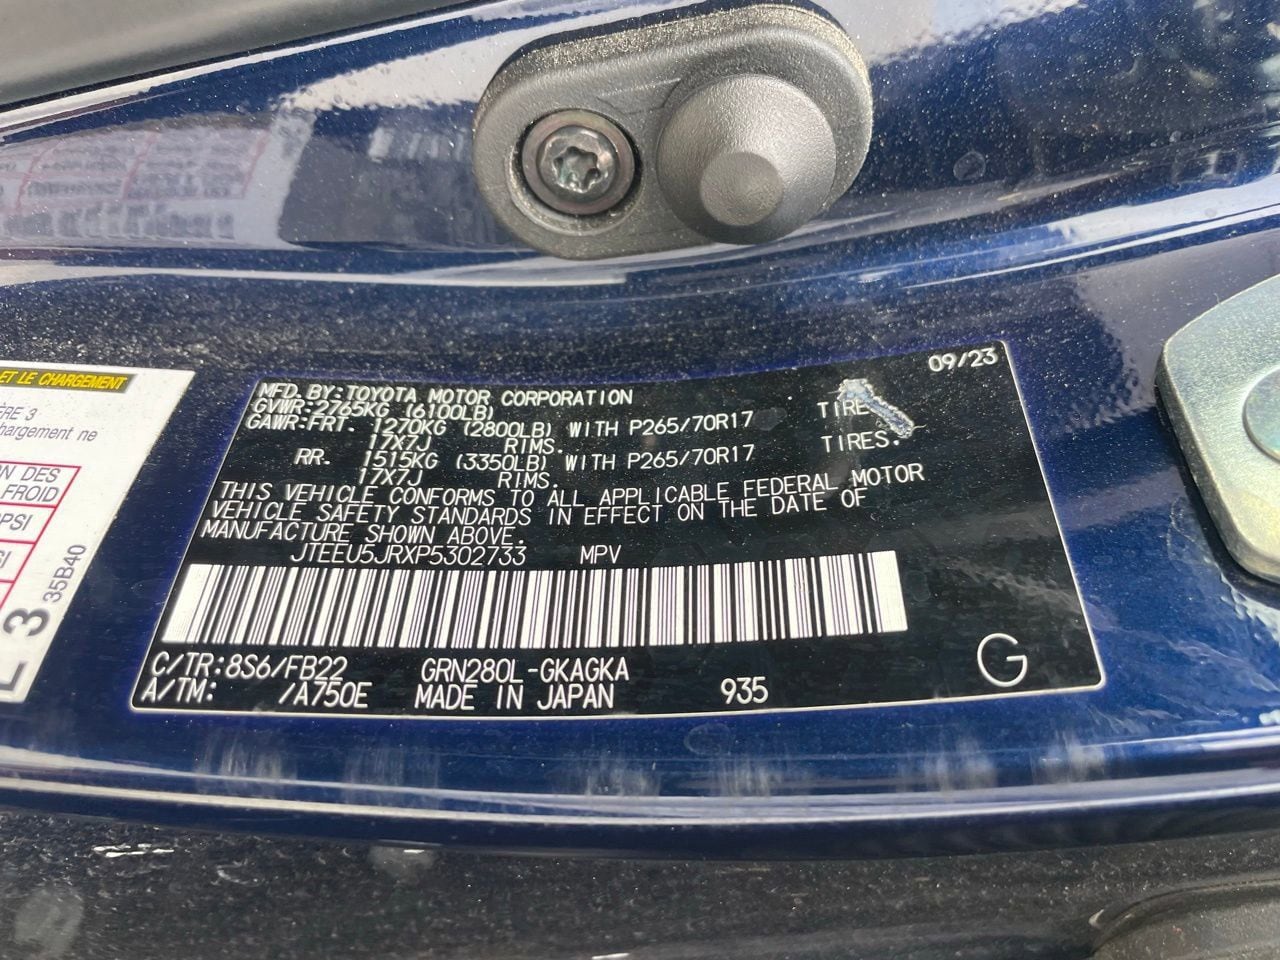 09/23
MFD. BY: TOYOTA MOTOR CORPORATION
GVWR: 2765KG (6100LB)
GAWR: FRT. 1270KG (2800LB) WITH P265/70R17 TIRE
17X7J RIMS.
RR. 1515KG (3350LB) WITH P265/70R17 TIRES.
17X7J RIMS.
THIS VEHICLE CONFORMS TO ALL APPLICABLE FEDERAL MOTOR
VEHICLE SAFETY STANDARDS IN EFFECT ON THE DATE OF
MANUFACTURE SHOWN ABOVE.
JTEEU5JRXP5302733 MPV
C/TR: 8S6/FB22 GRN280L-GKAGKA
A/TM: /A750E MADE IN JAPAN 935
G
ET LE CHARGEMENT
3
chargement ne
DES
FROID
PSI
3
35B40